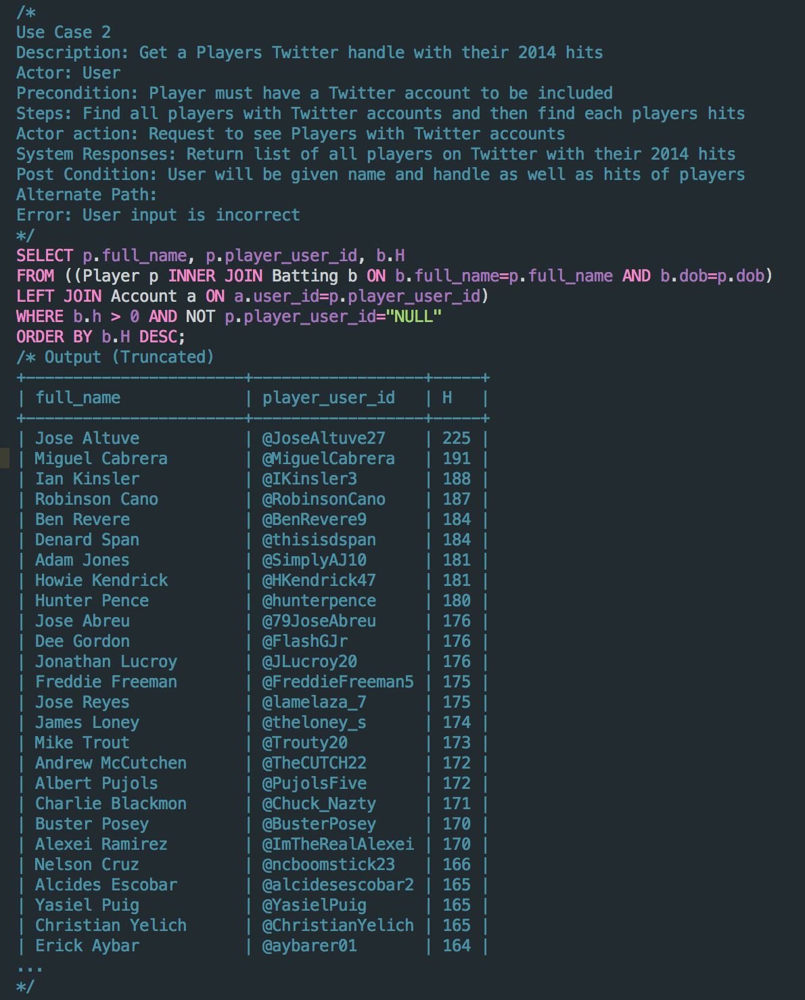 /*
Use Case 2
Description: Get a Players Twitter handle with their 2014 hits
Actor: User
Precondition: Player must have a Twitter account to be included
Steps: Find all players with Twitter accounts and then find each players hits
Actor action: Request to see Players with Twitter accounts
System Responses: Return list of all players on Twitter with their 2014 hits
Post Condition: User will be given name and handle as well as hits of players
Alternate Path:
Error: User input is incorrect
*/
SELECT p.full_name, p.player_user_id, b.H
FROM ((Player p INNER JOIN Batting b ON b.full_name=p.full_name AND b.dob=p.dob)
LEFT JOIN Account a ON a.user_id=p.player_user_id)
WHERE b.h > 0 AND NOT p.player_user_id="NULL"
ORDER BY b.H DESC;
/* Output (Truncated)
+-----------------------+------------------+-----+
| full_name             | player_user_id   | H   |
+-----------------------+------------------+-----+
| Jose Altuve           | @JoseAltuve27    | 225 |
| Miguel Cabrera        | @MiguelCabrera   | 191 |
| Ian Kinsler           | @IKinsler3       | 188 |
| Robinson Cano         | @RobinsonCano    | 187 |
| Ben Revere            | @BenRevere9      | 184 |
| Denard Span           | @thisisdspan     | 184 |
| Adam Jones            | @SimplyAJ10      | 181 |
| Howie Kendrick        | @HKendrick47     | 181 |
| Hunter Pence          | @hunterpence     | 180 |
| Jose Abreu            | @79JoseAbreu     | 176 |
| Dee Gordon            | @FlashGJr        | 176 |
| Jonathan Lucroy       | @JLucroy20       | 176 |
| Freddie Freeman       | @FreddieFreeman5 | 175 |
| Jose Reyes            | @lamelaza_7      | 175 |
| James Loney           | @theloney_s      | 174 |
| Mike Trout            | @Trouty20        | 173 |
| Andrew McCutchen      | @TheCUTCH22      | 172 |
| Albert Pujols         | @PujolsFive      | 172 |
| Charlie Blackmon      | @Chuck_Nazty     | 171 |
| Buster Posey          | @BusterPosey     | 170 |
| Alexei Ramirez        | @ImTheRealAlexei | 170 |
| Nelson Cruz           | @ncboomstick23   | 166 |
| Alcides Escobar       | @alcidesescobar2 | 165 |
| Yasiel Puig           | @YasielPuig      | 165 |
| Christian Yelich      | @ChristianYelich | 165 |
| Erick Aybar           | @aybarer01       | 164 |
...
*/